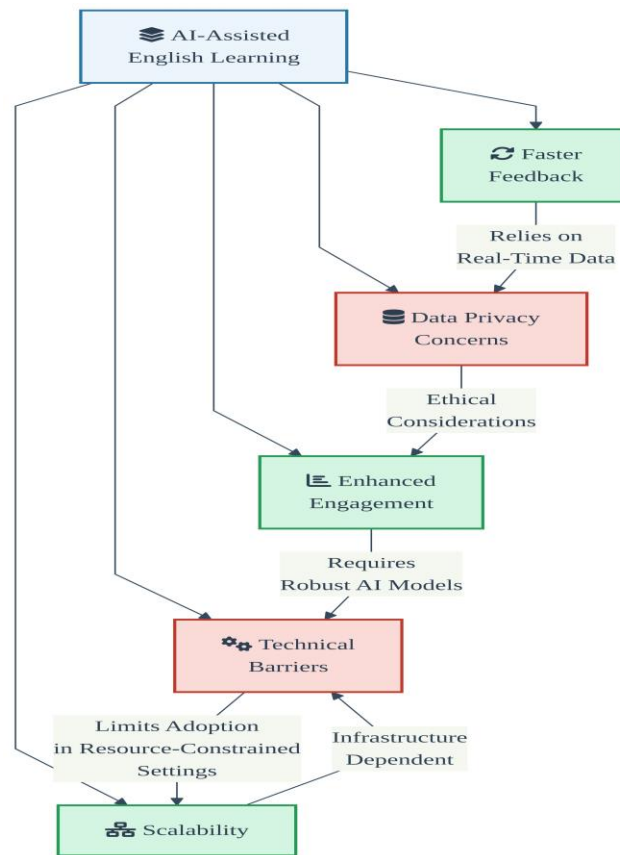 AI-Assisted
English Learning
Faster
Feedback
Relies on
Real-Time Data
Data Privacy
Concerns
Ethical
Considerations
Enhanced
Engagement
Requires
Robust AI Models
Technical
Barriers
Limits Adoption
in Resource-Constrained
Settings
Infrastructure
Dependent
Scalability